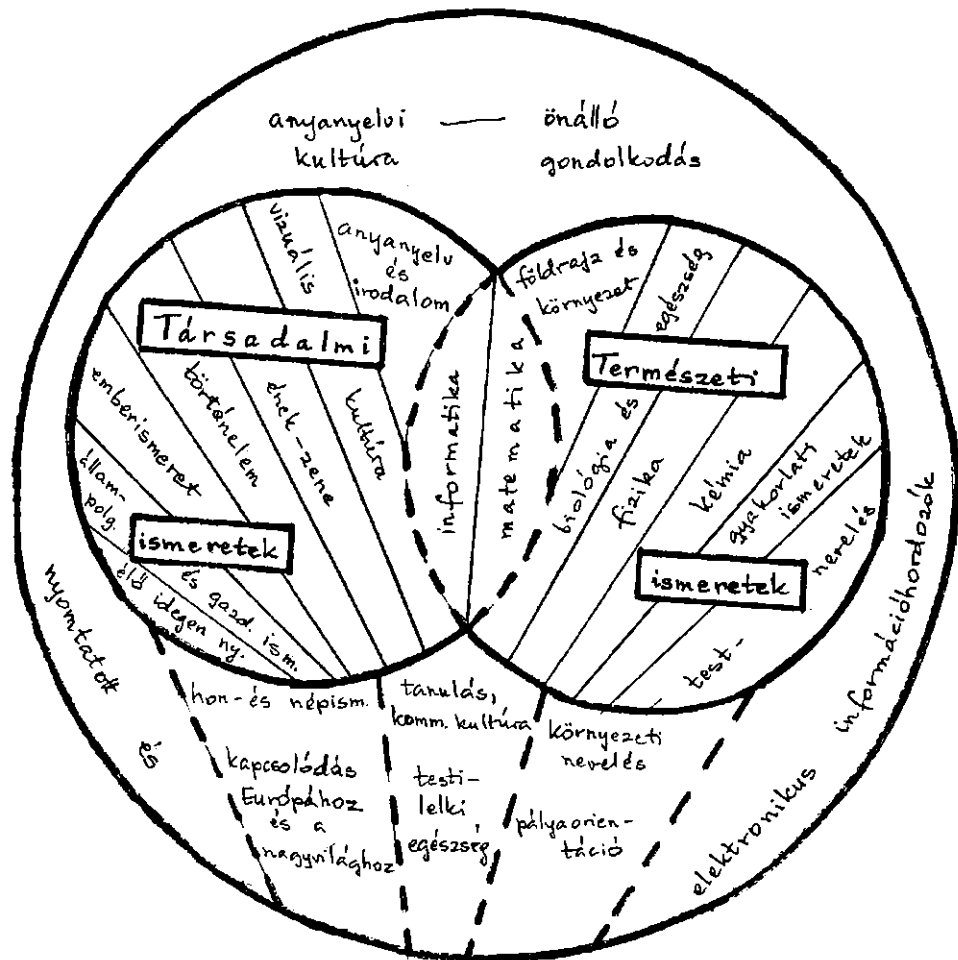 anyanyelvi — önálló
kultúra gondolkodás
vizuális
kultúra
anyanyelv
és
irodalom
Társadalmi
ismeretek
ének-zene
történelem
emberismeret
állam-
polg.
és gazd. ism.
élő idegen ny.
informatika
matematika
földrajz és
környezet
biológia és
egészség
Természeti
ismeretek
fizika
kémia
gyakorlati
ismeretek
test-
nevelés
nyomtatott
és
elektronikus
információhordozók
hon- és népism.
kapcsolódás
Európához
és a
nagyvilághoz
tanulás,
komm. kultúra
testi-
lelki
egészség
környezeti
nevelés
pályaorien-
táció